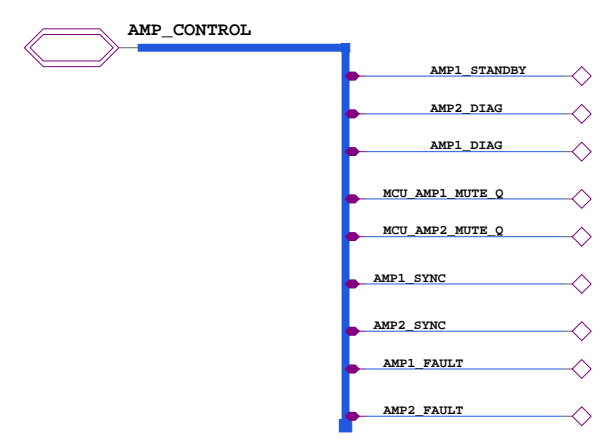 AMP_CONTROL
AMP1_STANDBY
AMP2_DIAG
AMP1_DIAG
MCU_AMP1_MUTE_Q
MCU_AMP2_MUTE_Q
AMP1_SYNC
AMP2_SYNC
AMP1_FAULT
AMP2_FAULT